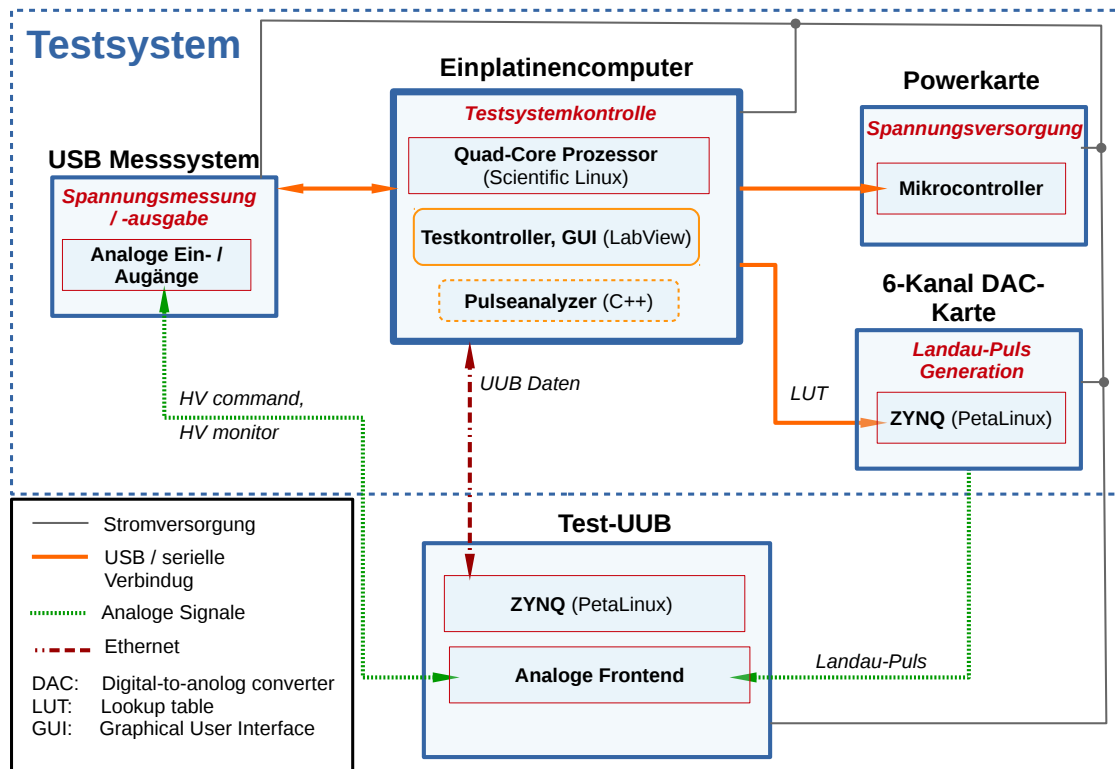 Testsystem
Einplatinencomputer
Testsystemkontrolle
Quad-Core Prozessor
(Scientific Linux)
Testkontroller, GUI (LabView)
Pulseanalyzer (C++)
Powerkarte
Spannungsversorgung
Mikrocontroller
USB Messsystem
Spannungsmessung
/ -ausgabe
Analoge Ein- /
Augänge
6-Kanal DAC-
Karte
Landau-Puls
Generation
ZYNQ (PetaLinux)
HV command,
HV monitor
UUB Daten
LUT
Test-UUB
ZYNQ (PetaLinux)
Analoge Frontend
Landau-Puls
Stromversorgung
USB / serielle
Verbindug
Analoge Signale
Ethernet
DAC: Digital-to-anolog converter
LUT: Lookup table
GUI: Graphical User Interface